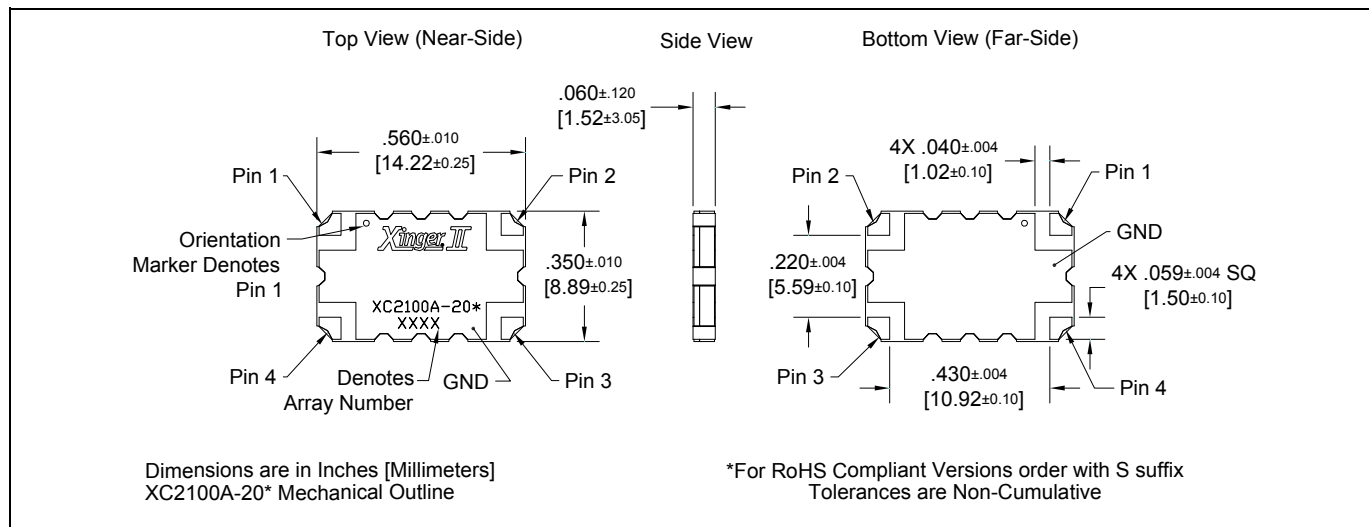 Top View (Near-Side)
Side View
Bottom View (Far-Side)
.060±.120
[1.52±3.05]
.560±.010
[14.22±0.25]
4X .040±.004
[1.02±0.10]
Pin 1
Pin 2
Pin 2
Pin 1
Orientation
Marker Denotes
Pin 1
Xinger II
GND
.350±.010
[8.89±0.25]
.220±.004
[5.59±0.10]
4X .059±.004 SQ
[1.50±0.10]
XC2100A-20*
XXXX
Pin 4
Denotes
Array Number
GND
Pin 3
Pin 3
.430±.004
[10.92±0.10]
Pin 4
Dimensions are in Inches [Millimeters]
XC2100A-20* Mechanical Outline
*For RoHS Compliant Versions order with S suffix
Tolerances are Non-Cumulative